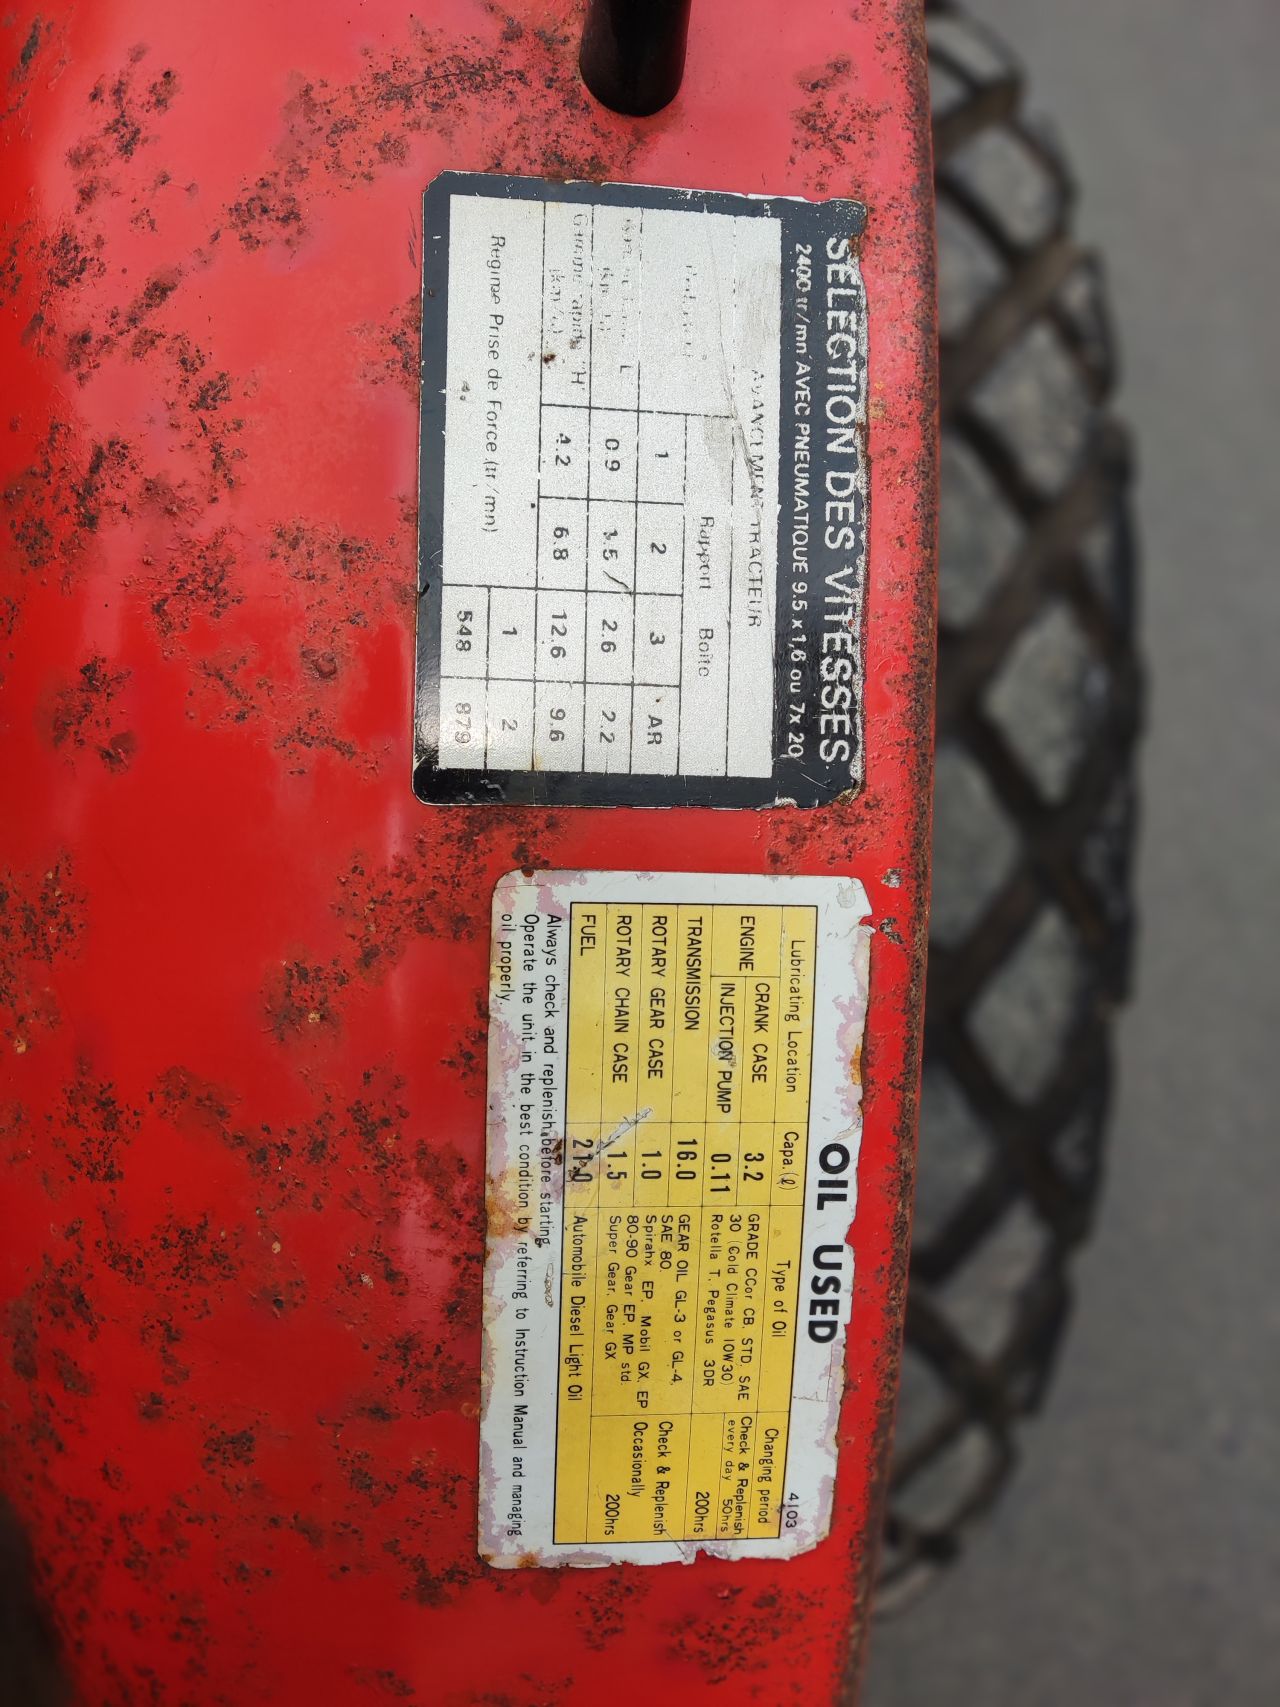 SELECTION DES VITESSES
2400 tr/mn AVEC PNEUMATIQUE 9.5 x 1,6 ou 7x 20
AVANCEMENT TRACTEUR
Rapport Boite
1 2 3 AR
L 0.9 1.5 2.6 2.2
Gamme rapide "H" 4.2 6.8 12.6 9.6
(km/h)
Regime Prise de Force (tr/mn) 1 2
548 879
OIL USED
4103
Lubricating Location Capa.(ℓ) Type of Oil Changing period
ENGINE CRANK CASE 3.2 GRADE CCor CB. STD. SAE Check & Replenish
30 (Cold Climate 10W30) every day 50hrs
INJECTION PUMP 0.11 Rotella T. Pegasus 3DR
TRANSMISSION 16.0 GEAR OIL GL-3 or GL-4, 200hrs
SAE 80.
ROTARY GEAR CASE 1.0 Spirahx EP. Mobil GX. EP Check & Replenish
80-90 Gear EP, MP std. Occasionally
ROTARY CHAIN CASE 1.5 Super Gear. Gear GX 200hrs
FUEL 21.0 Automobile Diesel Light Oil
Always check and replenish before starting.
Operate the unit in the best condition by referring to Instruction Manual and managing
oil properly.